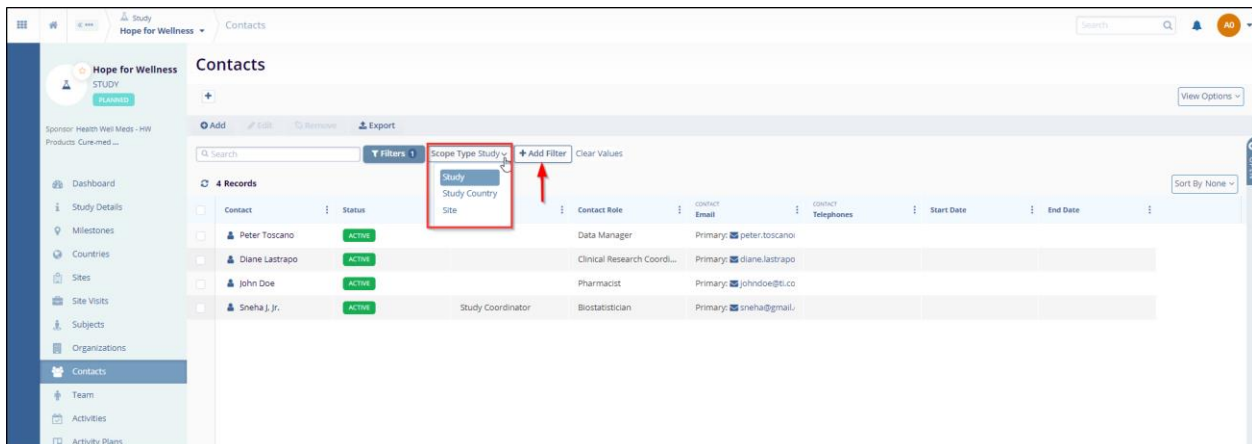 Study
Hope for Wellness
Contacts
Search
AD
Hope for Wellness
STUDY
PLANNED
Sponsor Health Well Meds - HW
Products Cure-med ...
Dashboard
Study Details
Milestones
Countries
Sites
Site Visits
Subjects
Organizations
Contacts
Team
Activities
Activity Plans
Contacts
+
View Options
Add Edit Remove Export
Search
Filters 1 Scope Type Study + Add Filter Clear Values
Study
Study Country
Site
4 Records
Sort By None
Contact Status Contact Role CONTACT Email CONTACT Telephones Start Date End Date
Peter Toscano ACTIVE Data Manager Primary: peter.toscano
Diane Lastrapo ACTIVE Clinical Research Coordi... Primary: diane.lastrapo
John Doe ACTIVE Pharmacist Primary: johndoe@ti.co
Sneha J, Jr. ACTIVE Study Coordinator Biostatistician Primary: sneha@gmail.